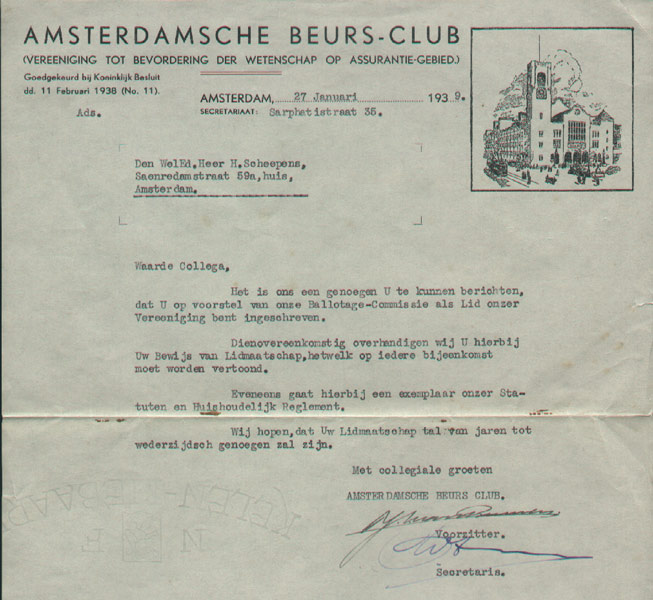 AMSTERDAMSCHE BEURS-CLUB
(VEREENIGING TOT BEVORDERING DER WETENSCHAP OP ASSURANTIE-GEBIED.)
Goedgekeurd bij Koninklijk Besluit
dd. 11 Februari 1938 (No. 11).
AMSTERDAM, 27 Januari 1939.
SECRETARIAAT: Sarphatistraat 35.
Ads.
Den WelEd.Heer H.Scheepens,
Saenredamstraat 59a,huis,
Amsterdam.
Waarde Collega,
Het is ons een genoegen U te kunnen berichten,
dat U op voorstel van onze Ballotage-Commissie als Lid onzer
Vereeniging bent ingeschreven.
Dienovereenkomstig overhandigen wij U hierbij
Uw Bewijs van Lidmaatschap,hetwelk op iedere bijeenkomst
moet worden vertoond.
Eveneens gaat hierbij een exemplaar onzer Sta-
tuten en Huishoudelijk Reglement.
Wij hopen,dat Uw Lidmaatschap tal van jaren tot
wederzijdsch genoegen zal zijn.
Met collegiale groeten
AMSTERDAMSCHE BEURS CLUB.
Voorzitter.
Secretaris.